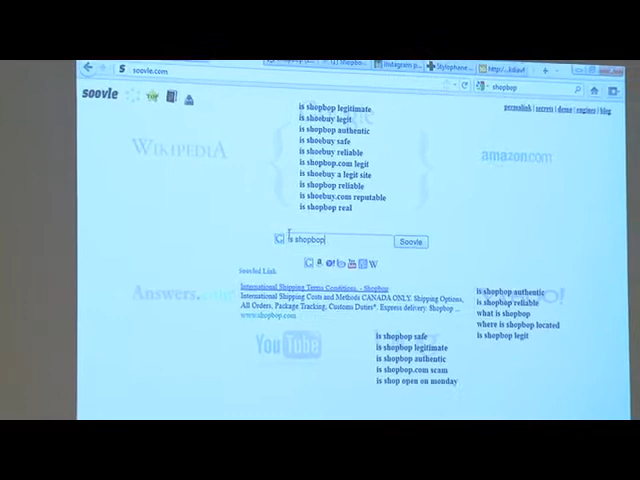 soovle.com
shopbop
soovle
TOP
permalink | secrets | demo | engines | blog
is shopbop legitimate
is shoebuy legit
is shopbop authentic
is shoebuy safe
is shoebuy reliable
is shopbop.com legit
is shoebuy a legit site
is shopbop reliable
is shoebuy.com reputable
is shopbop real
WIKIPEDIA
amazon.com
is shopbop
Soovle
Soovled Link
International Shipping Terms Conditions, - Shopbop
International Shipping Costs and Methods CANADA ONLY. Shipping Options,
All Orders, Package Tracking, Customs Duties*. Express delivery. Shopbop ...
www.shopbop.com
Answers.com
is shopbop authentic
is shopbop reliable
what is shopbop
where is shopbop located
is shopbop legit
YouTube
is shopbop safe
is shopbop legitimate
is shopbop authentic
is shopbop.com scam
is shop open on monday